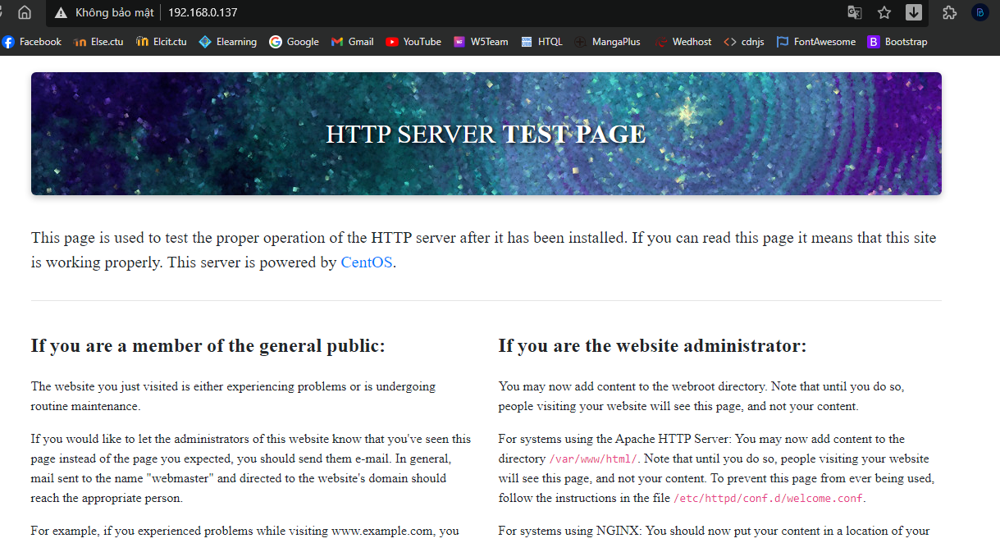 Không bảo mật 192.168.0.137
Facebook Else.ctu Elcit.ctu Elearning Google Gmail YouTube W5Team HTQL MangaPlus Wedhost cdnjs FontAwesome Bootstrap
HTTP SERVER TEST PAGE
This page is used to test the proper operation of the HTTP server after it has been installed. If you can read this page it means that this site
is working properly. This server is powered by CentOS.
If you are a member of the general public:
The website you just visited is either experiencing problems or is undergoing
routine maintenance.
If you would like to let the administrators of this website know that you've seen this
page instead of the page you expected, you should send them e-mail. In general,
mail sent to the name "webmaster" and directed to the website's domain should
reach the appropriate person.
For example, if you experienced problems while visiting www.example.com, you
If you are the website administrator:
You may now add content to the webroot directory. Note that until you do so,
people visiting your website will see this page, and not your content.
For systems using the Apache HTTP Server: You may now add content to the
directory /var/www/html/. Note that until you do so, people visiting your website
will see this page, and not your content. To prevent this page from ever being used,
follow the instructions in the file /etc/httpd/conf.d/welcome.conf.
For systems using NGINX: You should now put your content in a location of your